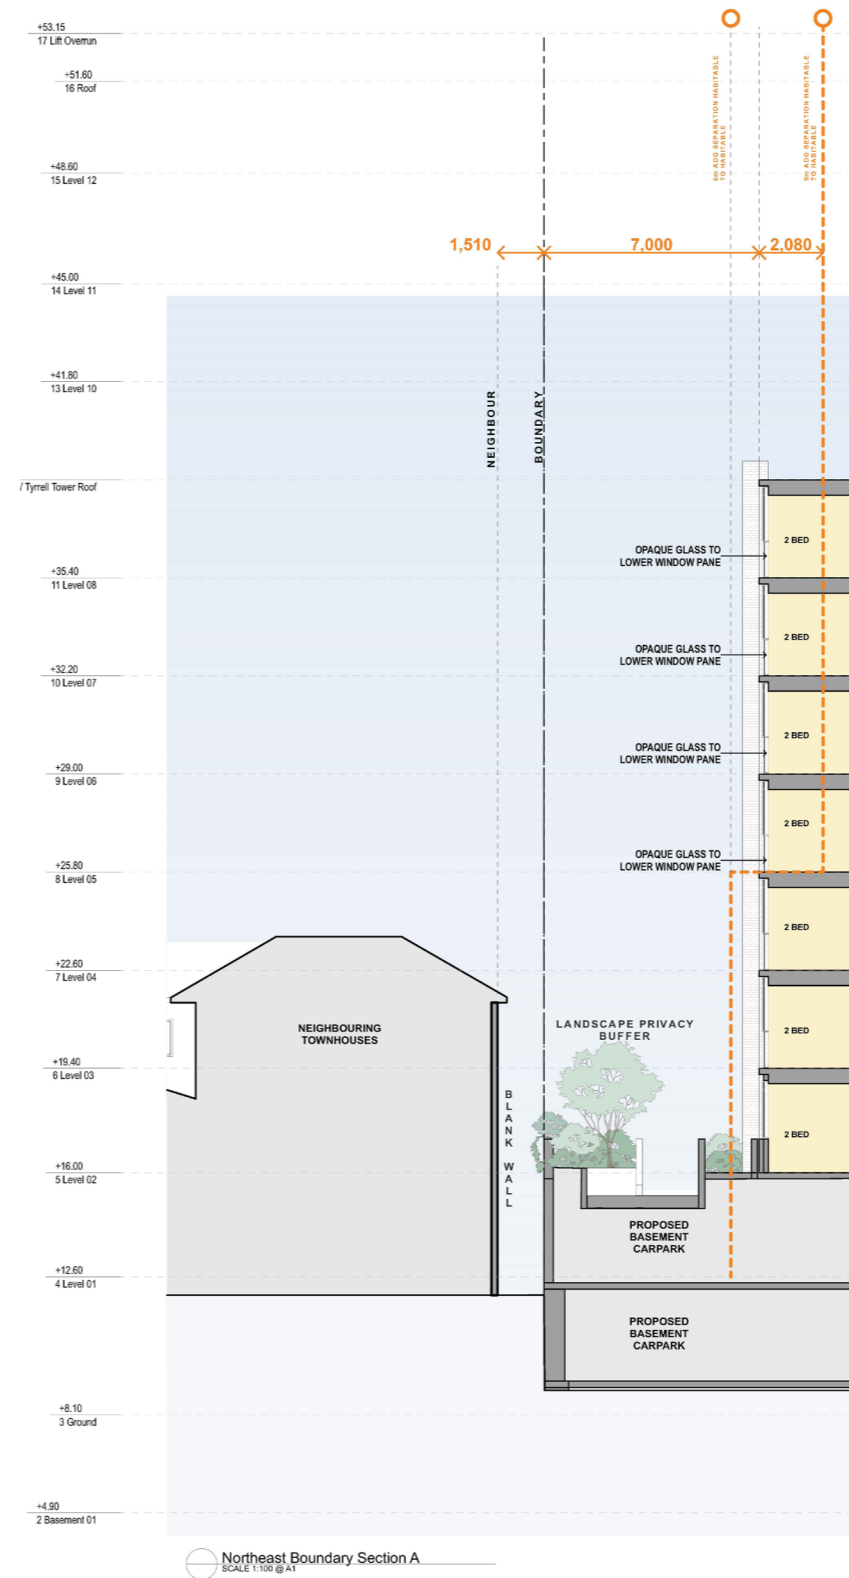 +53.15
17 Lift Overrun
+51.60
16 Roof
6m ADG SEPARATION HABITABLE
TO HABITABLE
9m ADG SEPARATION HABITABLE
TO HABITABLE
+48.60
15 Level 12
1,510
7,000
2,080
+45.00
14 Level 11
+41.80
13 Level 10
NEIGHBOUR
BOUNDARY
/ Tyrrell Tower Roof
2 BED
OPAQUE GLASS TO
LOWER WINDOW PANE
+35.40
11 Level 08
2 BED
OPAQUE GLASS TO
LOWER WINDOW PANE
+32.20
10 Level 07
2 BED
OPAQUE GLASS TO
LOWER WINDOW PANE
+29.00
9 Level 06
2 BED
OPAQUE GLASS TO
LOWER WINDOW PANE
+25.80
8 Level 05
2 BED
+22.60
7 Level 04
NEIGHBOURING
TOWNHOUSES
LANDSCAPE PRIVACY
BUFFER
2 BED
+19.40
6 Level 03
BLANK WALL
2 BED
+16.00
5 Level 02
PROPOSED
BASEMENT
CARPARK
+12.60
4 Level 01
PROPOSED
BASEMENT
CARPARK
+8.10
3 Ground
+4.90
2 Basement 01
Northeast Boundary Section A
SCALE 1:100 @ A1